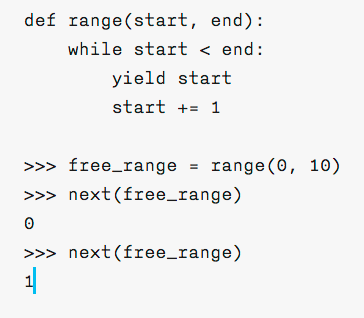 def range(start, end):
    while start < end:
        yield start
        start += 1

>>> free_range = range(0, 10)
>>> next(free_range)
0
>>> next(free_range)
1